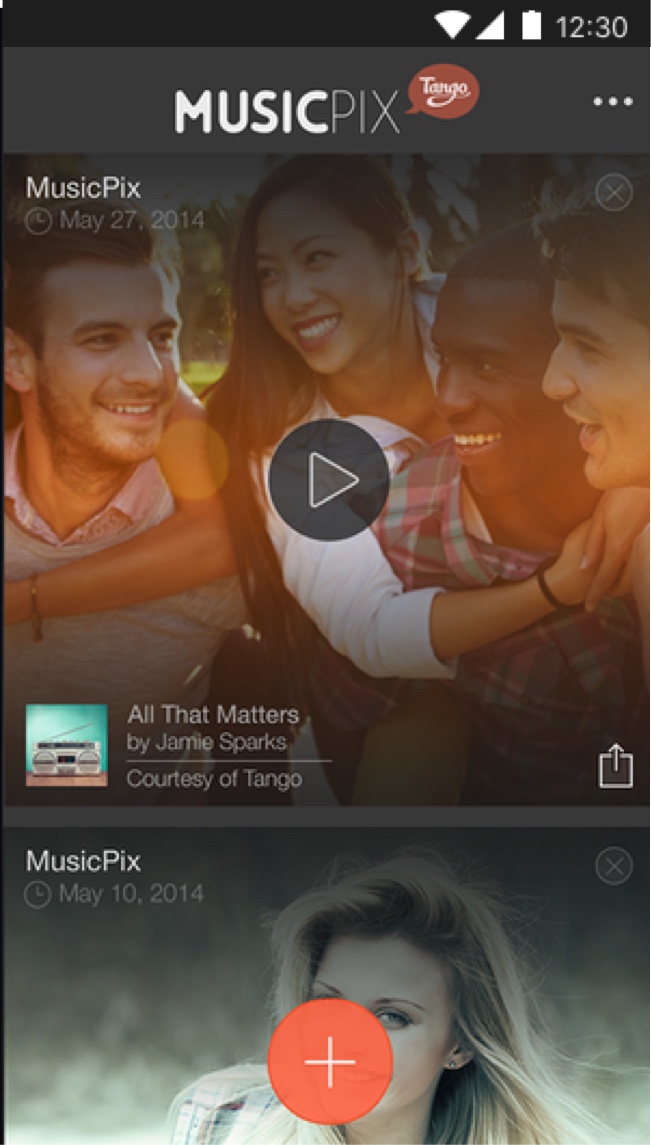 12:30
MUSICPIX
Tango
MusicPix
May 27, 2014
All That Matters
by Jamie Sparks
Courtesy of Tango
MusicPix
May 10, 2014